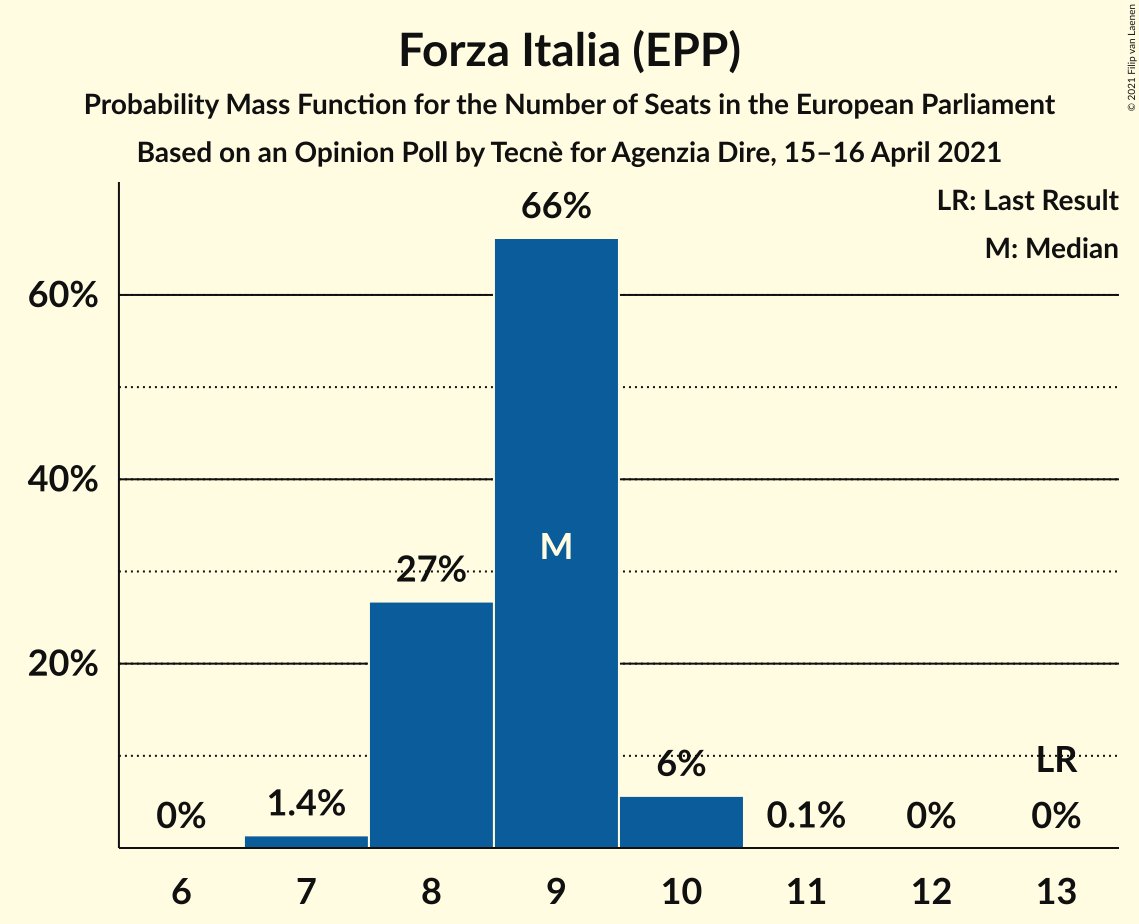 Forza Italia (EPP)
Probability Mass Function for the Number of Seats in the European Parliament
Based on an Opinion Poll by Tecnè for Agenzia Dire, 15–16 April 2021
© 2021 Filip van Laenen
LR: Last Result
M: Median
66%
60%
40%
M
27%
20%
6%
LR
0%
1.4%
0.1%
0%
0%
6
7
8
9
10
11
12
13